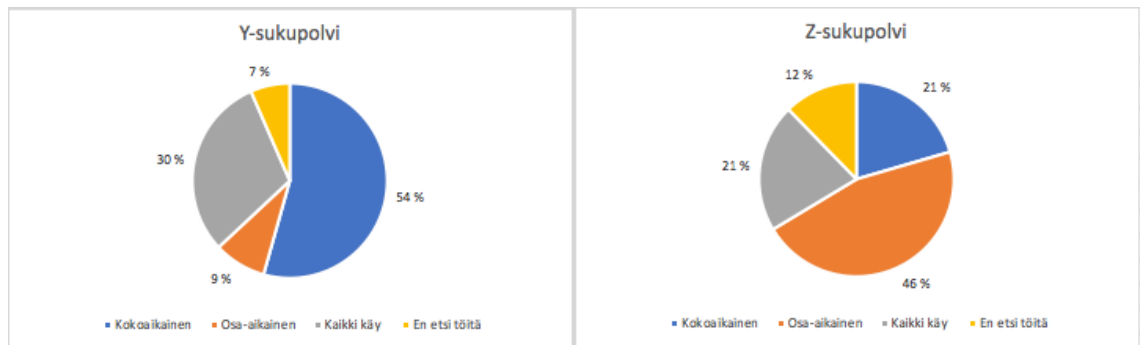 Y-sukupolvi
7 %
30 %
54 %
9 %
Kokoaikainen Osa-aikainen Kaikki käy En etsi töitä
Z-sukupolvi
12 %
21 %
21 %
46 %
Kokoaikainen Osa-aikainen Kaikki käy En etsi töitä